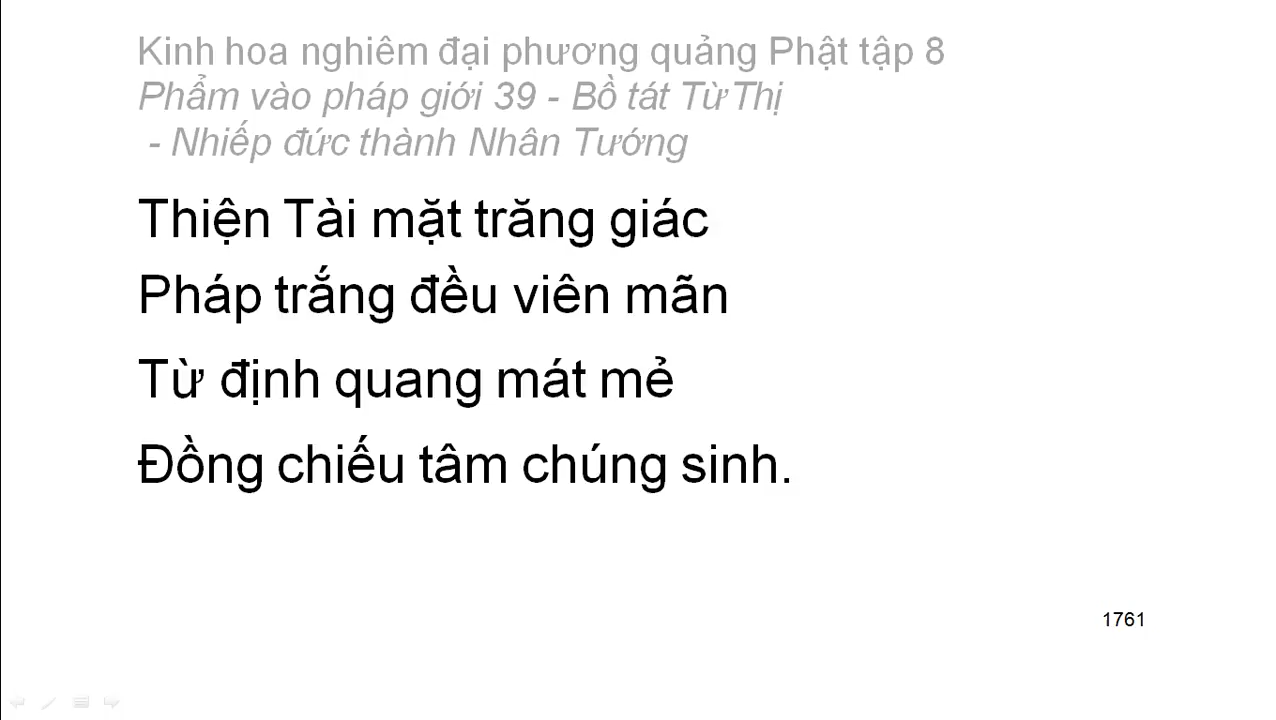 Kinh hoa nghiêm đại phương quảng Phật tập 8
Phẩm vào pháp giới 39 - Bồ tát Từ Thị
- Nhiếp đức thành Nhân Tướng
Thiện Tài mặt trăng giác
Pháp trắng đều viên mãn
Từ định quang mát mẻ
Đồng chiếu tâm chúng sinh.
1761